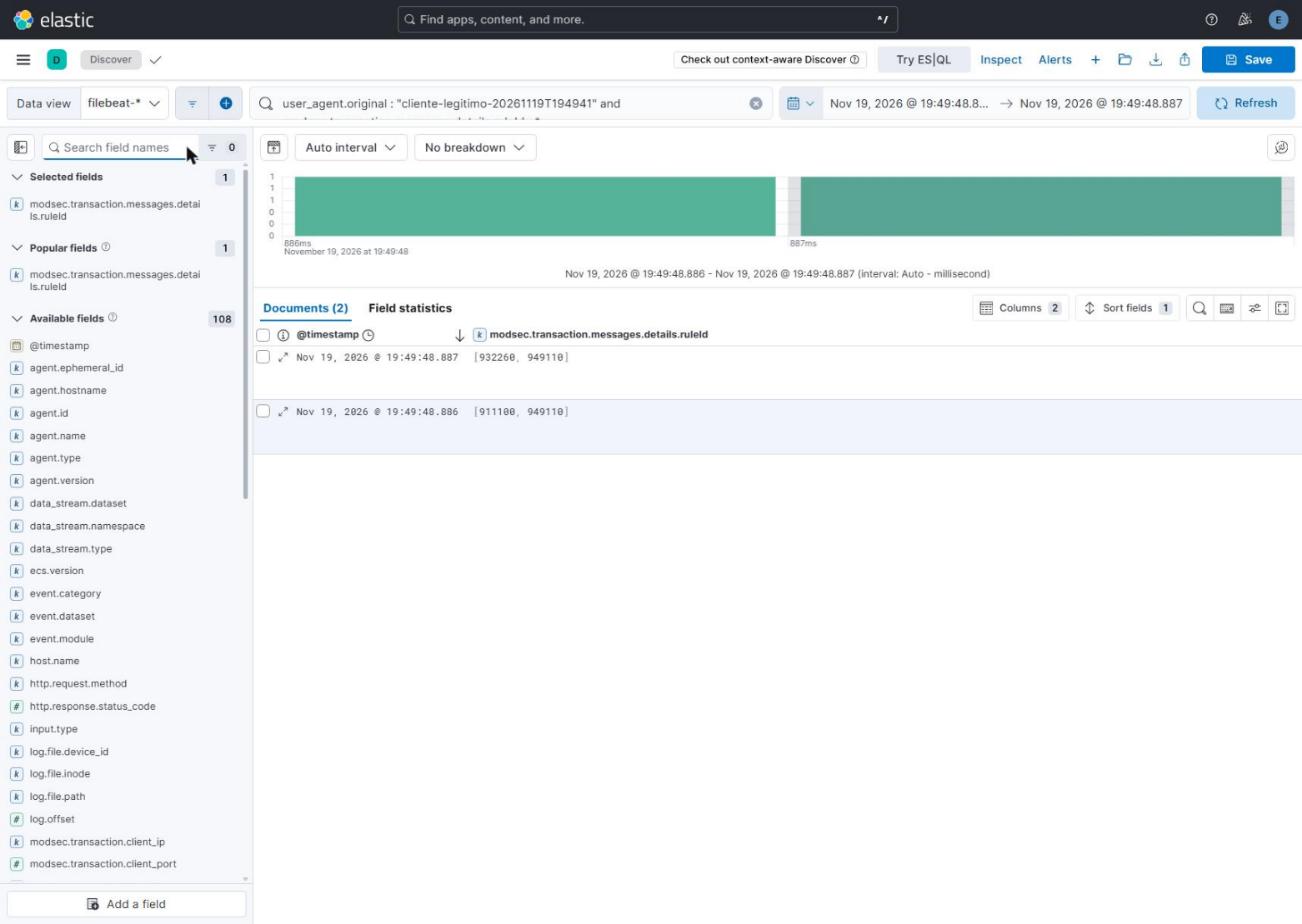 elastic
Find apps, content, and more.
^/
E
D
Discover
Check out context-aware Discover
Try ES|QL
Inspect
Alerts
Save
Data view
filebeat-*
user_agent.original : "cliente-legitimo-20261119T194941" and
Nov 19, 2026 @ 19:49:48.8...
Nov 19, 2026 @ 19:49:48.887
Refresh
Search field names
0
Auto interval
No breakdown
Selected fields
1
modsec.transaction.messages.detai
ls.ruleId
Popular fields
1
modsec.transaction.messages.detai
ls.ruleId
Available fields
108
@timestamp
agent.ephemeral_id
agent.hostname
agent.id
agent.name
agent.type
agent.version
data_stream.dataset
data_stream.namespace
data_stream.type
ecs.version
event.category
event.dataset
event.module
host.name
http.request.method
http.response.status_code
input.type
log.file.device_id
log.file.inode
log.file.path
log.offset
modsec.transaction.client_ip
modsec.transaction.client_port
Add a field
1
1
1
0
0
0
886ms
November 19, 2026 at 19:49:48
887ms
Nov 19, 2026 @ 19:49:48.886 - Nov 19, 2026 @ 19:49:48.887 (interval: Auto - millisecond)
Documents (2)
Field statistics
Columns 2
Sort fields 1
@timestamp
modsec.transaction.messages.details.ruleId
Nov 19, 2026 @ 19:49:48.887
[932260, 949110]
Nov 19, 2026 @ 19:49:48.886
[911100, 949110]